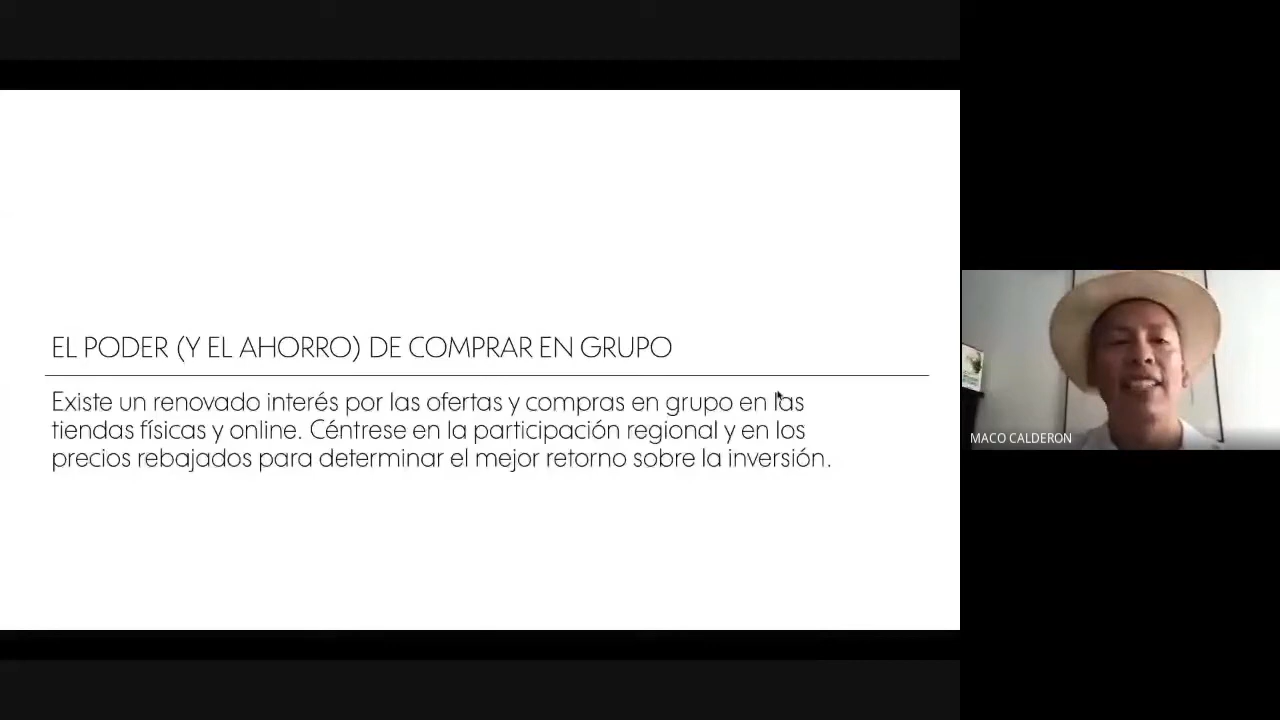 EL PODER (Y EL AHORRO) DE COMPRAR EN GRUPO
Existe un renovado interés por las ofertas y compras en grupo en las
tiendas físicas y online. Céntrese en la participación regional y en los
precios rebajados para determinar el mejor retorno sobre la inversión.
MACO CALDERON